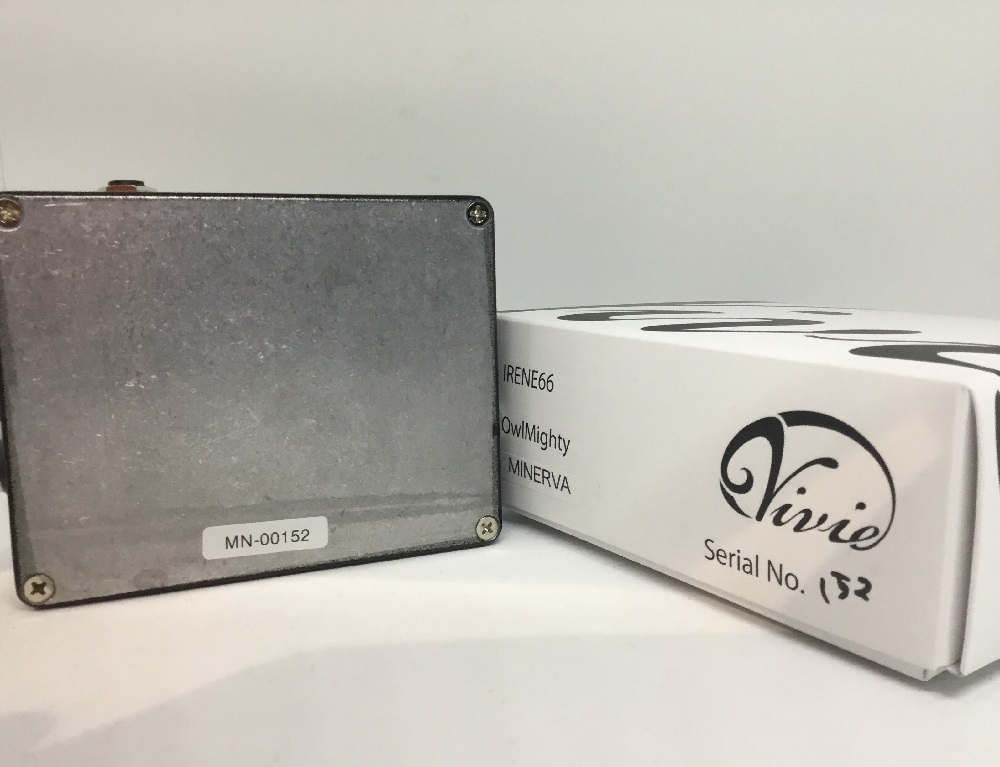 MN-00152
IRENE66
OwlMighty
MINERVA
Vivie
Serial No. 152